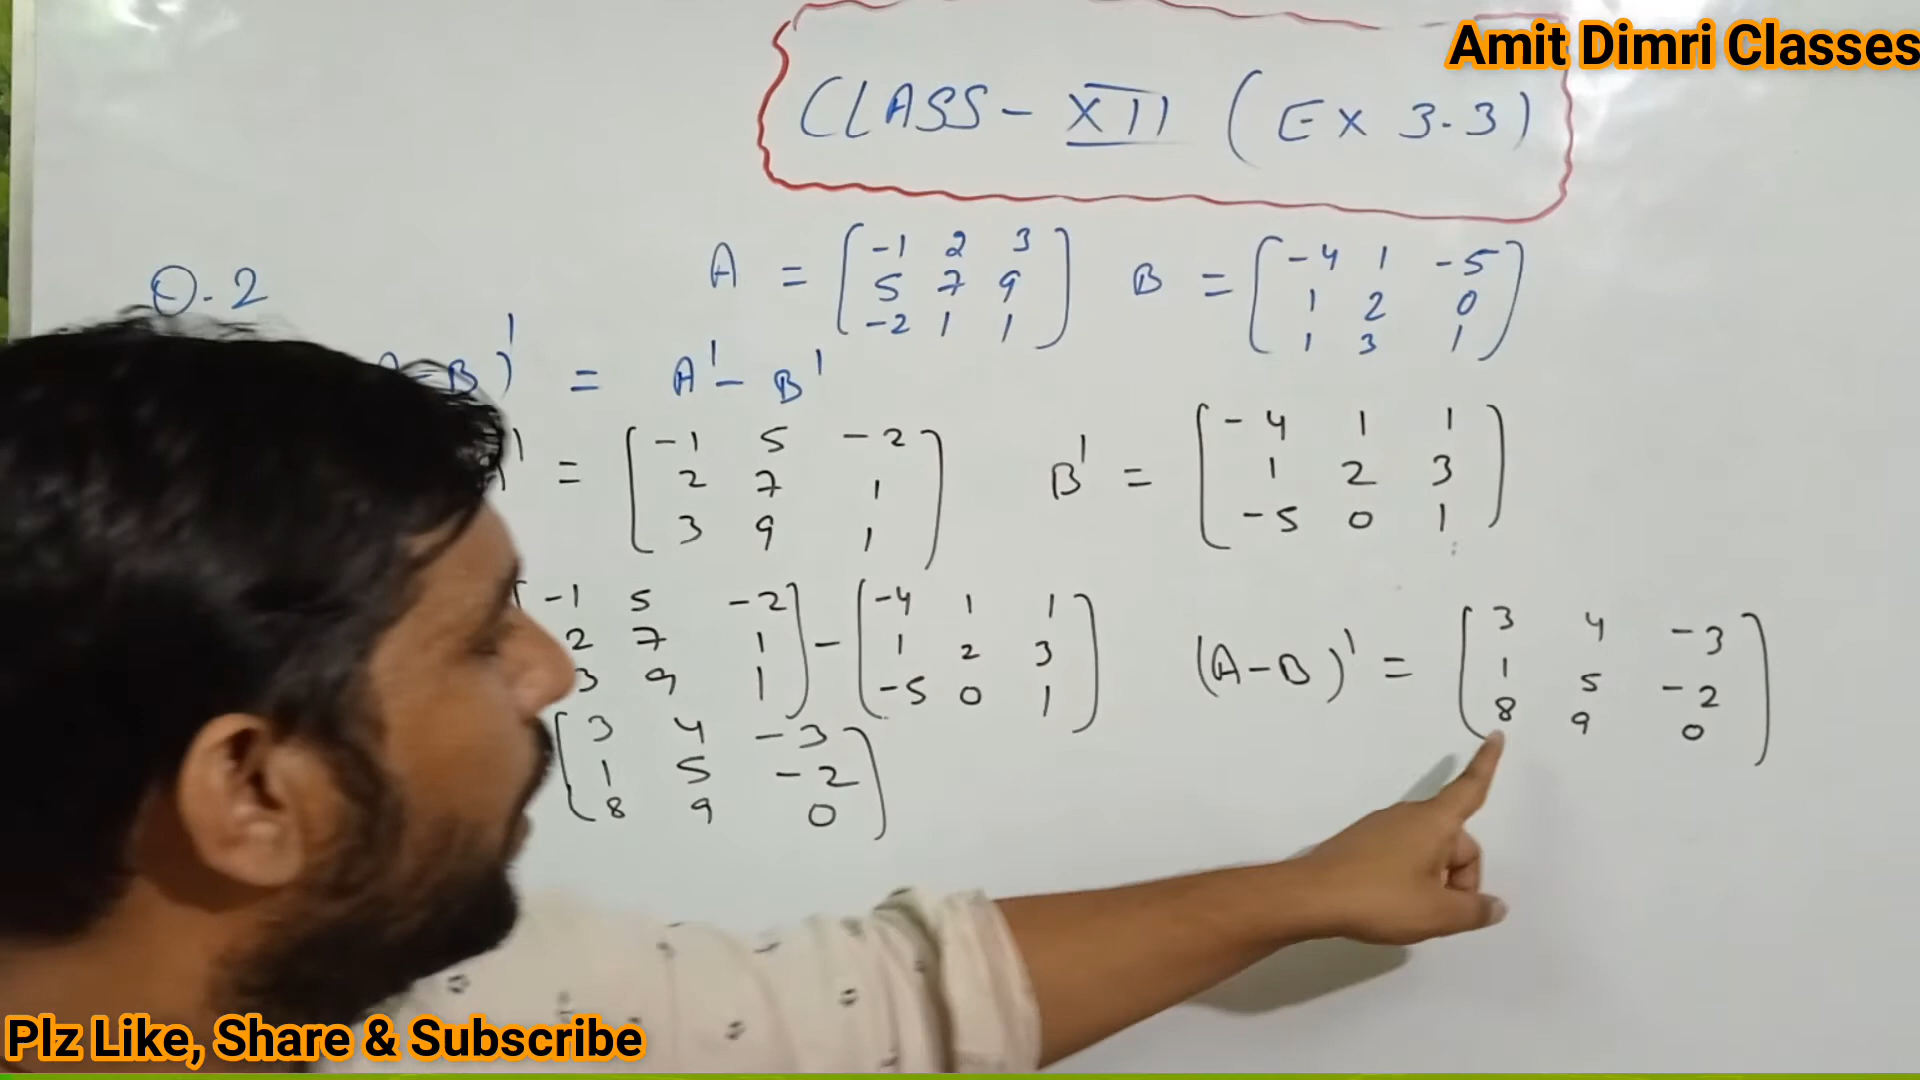 Amit Dimri Classes
CLASS - XII (EX 3.3)
Q.2
A = [-1 2 3
5 7 9
-2 1 1]
B = [-4 1 -5
1 2 0
1 3 1]
-B)' = A' - B'
' = [-1 5 -2
2 7 1
3 9 1]
B' = [-4 1 1
1 2 3
-5 0 1]
[-1 5 -2
2 7 1
3 9 1] - [-4 1 1
1 2 3
-5 0 1]
[3 4 -3
1 5 -2
8 9 0]
(A-B)' = [3 4 -3
1 5 -2
8 9 0]
Plz Like, Share & Subscribe